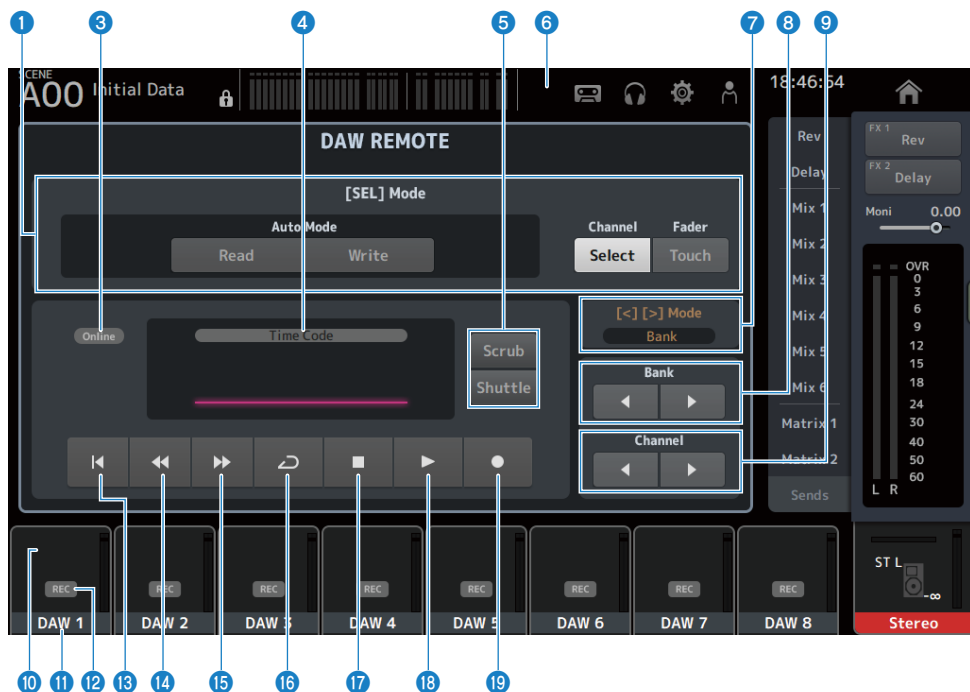 1 3 4 5 6 7 8 9
SCENE
A00 Initial Data
18:46:54
DAW REMOTE
[SEL] Mode
Auto Mode
Read Write
Channel Fader
Select Touch
Online
Time Code
Scrub
Shuttle
[<] [>] Mode
Bank
Bank
Channel
Rev
Delay
Mix 1
Mix 2
Mix 3
Mix 4
Mix 5
Mix 6
Matrix 1
Matrix 2
Sends
FX 1
Rev
FX 2
Delay
Moni 0.00
OVR
0
3
6
9
12
15
18
24
30
40
50
60
L R
REC REC REC REC REC REC REC REC
DAW 1 DAW 2 DAW 3 DAW 4 DAW 5 DAW 6 DAW 7 DAW 8
ST L
-∞
Stereo
10 11 12 13 14 15 16 17 18 19